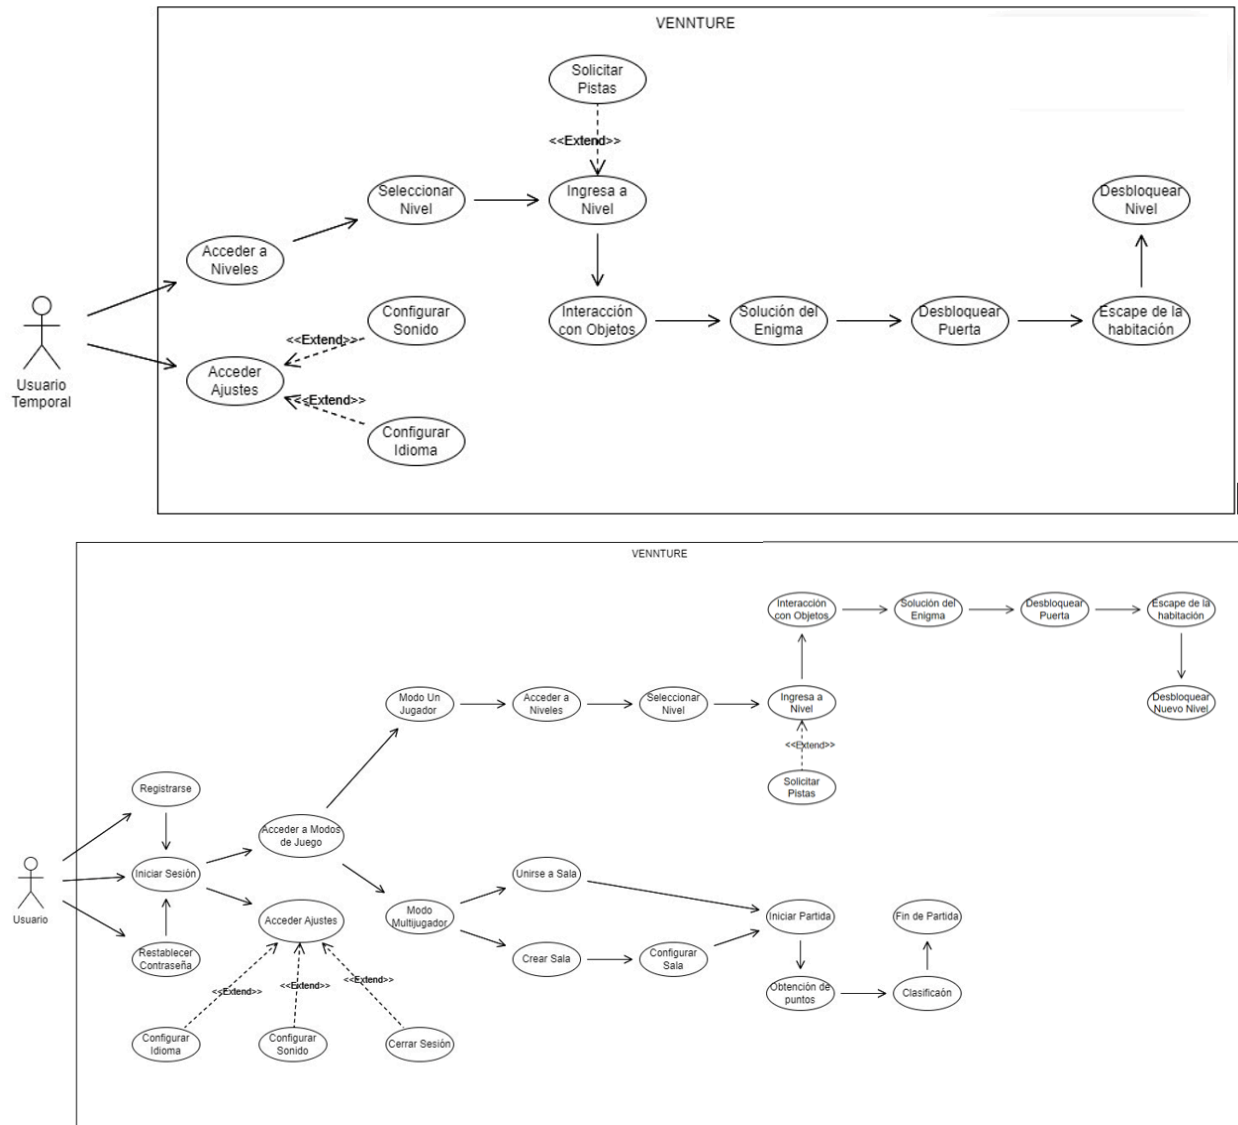 VENNTURE
Solicitar
Pistas
<<Extend>>
Seleccionar
Nivel
Ingresa a
Nivel
Desbloquear
Nivel
Acceder a
Niveles
Configurar
Sonido
Interacción
con Objetos
Solución del
Enigma
Desbloquear
Puerta
Escape de la
habitación
<<Extend>>
Acceder
Ajustes
Usuario
Temporal
<<Extend>>
Configurar
Idioma
VENNTURE
Interacción
con Objetos
Solución del
Enigma
Desbloquear
Puerta
Escape de la
habitación
Modo Un
Jugador
Acceder a
Niveles
Seleccionar
Nivel
Ingresa a
Nivel
Desbloquear
Nuevo Nivel
<<Extend>>
Solicitar
Pistas
Registrarse
Acceder a Modos
de Juego
Iniciar Sesión
Unirse a Sala
Usuario
Acceder Ajustes
Modo
Multijugador
Iniciar Partida
Fin de Partida
Restablecer
Contraseña
Crear Sala
Configurar
Sala
<<Extend>>
<<Extend>>
<<Extend>>
Obtención de
puntos
Clasificaón
Configurar
Idioma
Configurar
Sonido
Cerrar Sesión